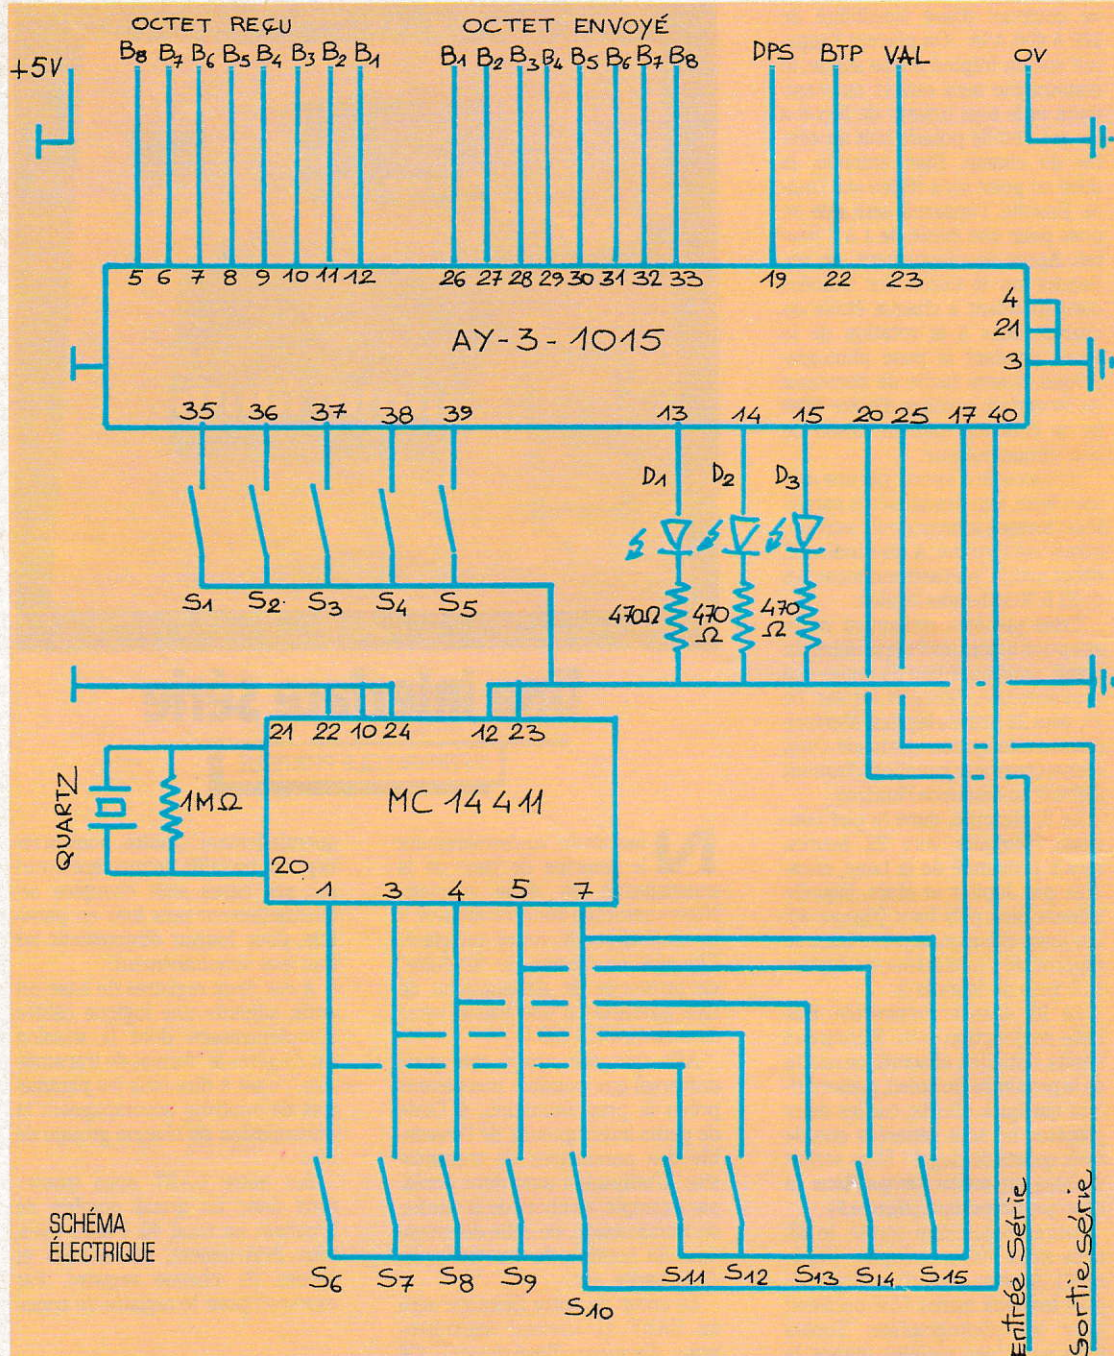 OCTET REÇU OCTET ENVOYÉ
+5V B8 B7 B6 B5 B4 B3 B2 B1 B1 B2 B3 B4 B5 B6 B7 B8 DPS BTP VAL 0V
5 6 7 8 9 10 11 12 26 27 28 29 30 31 32 33 19 22 23
4
21
3
AY-3-1015
35 36 37 38 39 13 14 15 20 25 17 40
D1 D2 D3
S1 S2 S3 S4 S5
470Ω 470 Ω 470 Ω
21 22 10 24 12 23
QUARTZ
1MΩ
MC 14411
20
1 3 4 5 7
SCHÉMA
ÉLECTRIQUE
S6 S7 S8 S9 S10 S11 S12 S13 S14 S15
Entrée Série
Sortie série